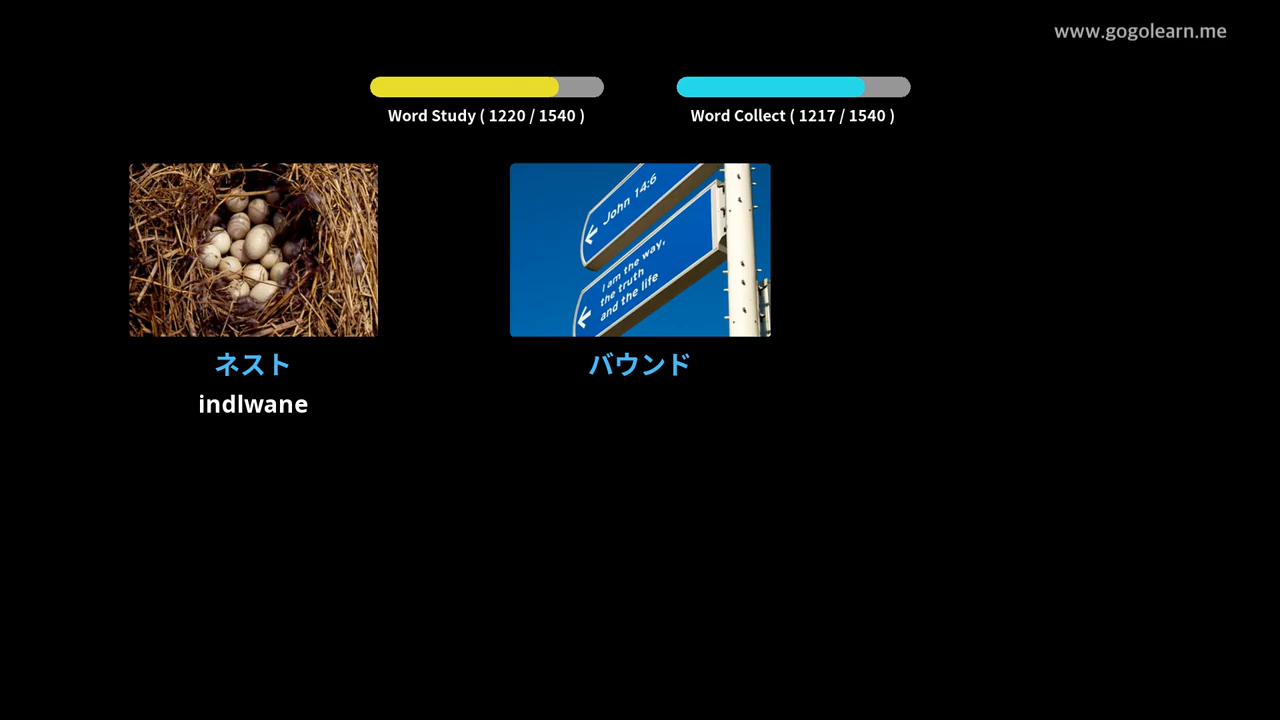 www.gogolearn.me
Word Study ( 1220 / 1540 )
Word Collect ( 1217 / 1540 )
John 14:6
I am the way,
the truth
and the life
ネスト
バウンド
indlwane